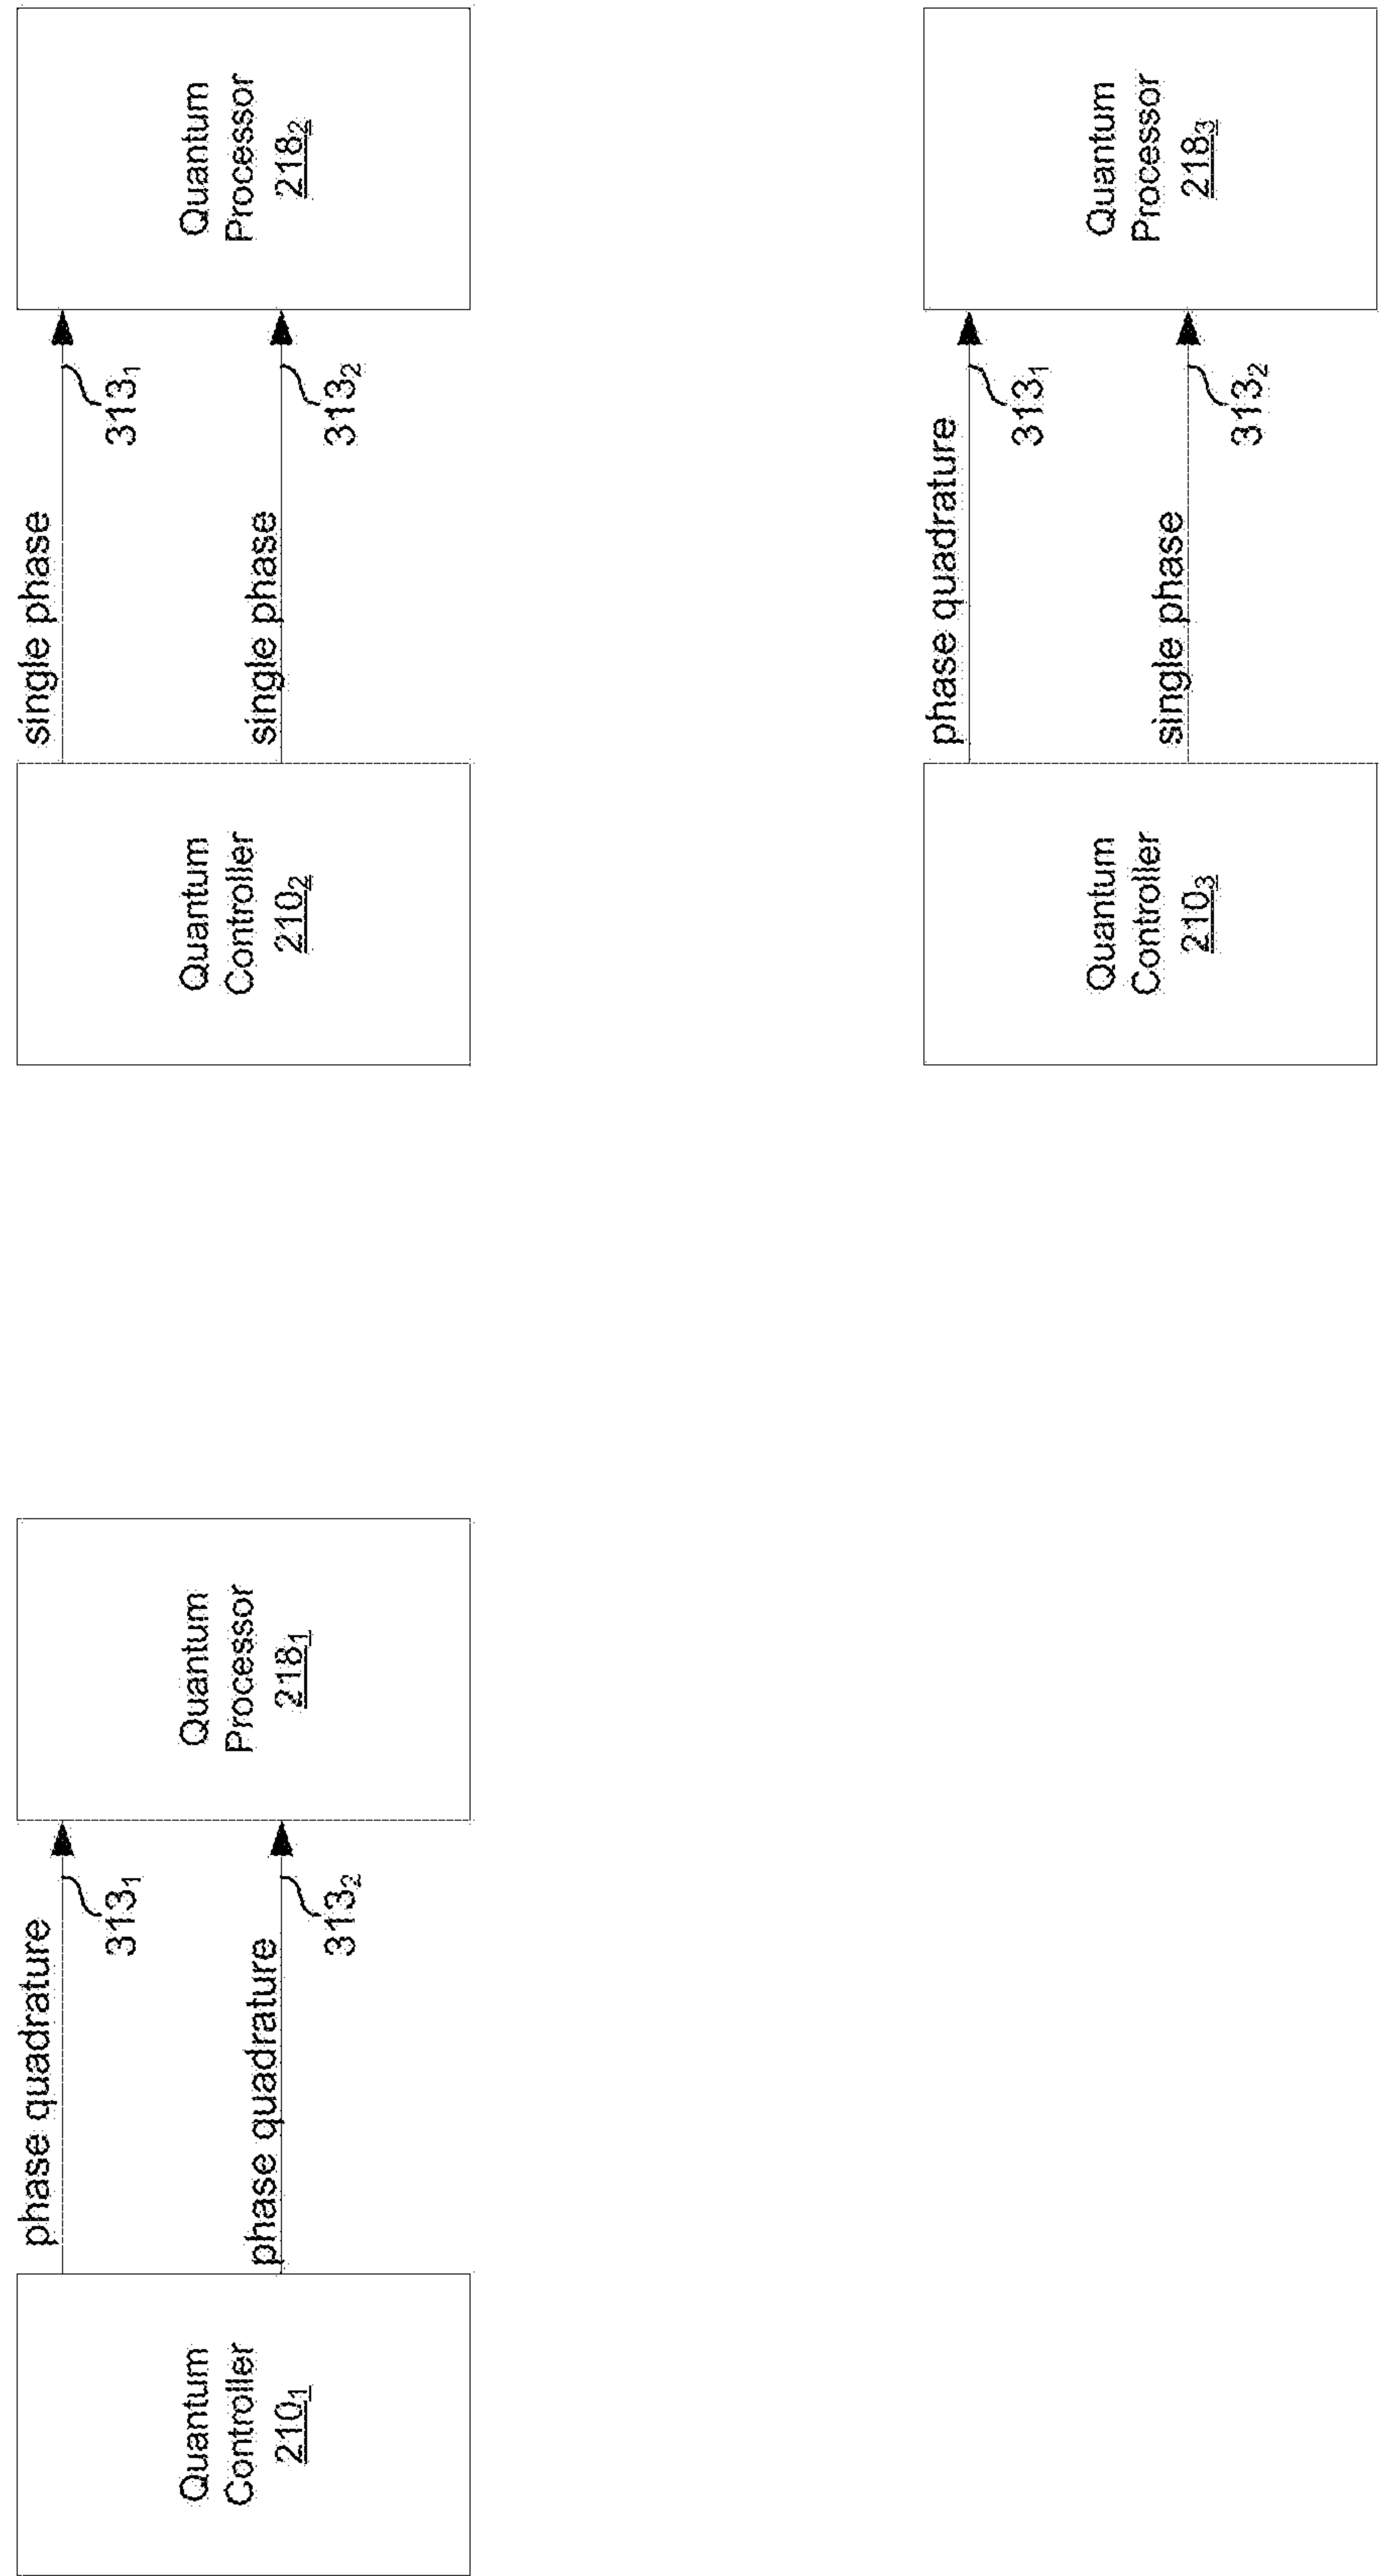 Quantum
Controller
210₁
phase quadrature
313₁
phase quadrature
313₂
Quantum
Processor
218₁
Quantum
Controller
210₂
single phase
313₁
single phase
313₂
Quantum
Processor
218₂
Quantum
Controller
210₃
phase quadrature
313₁
single phase
313₂
Quantum
Processor
218₃